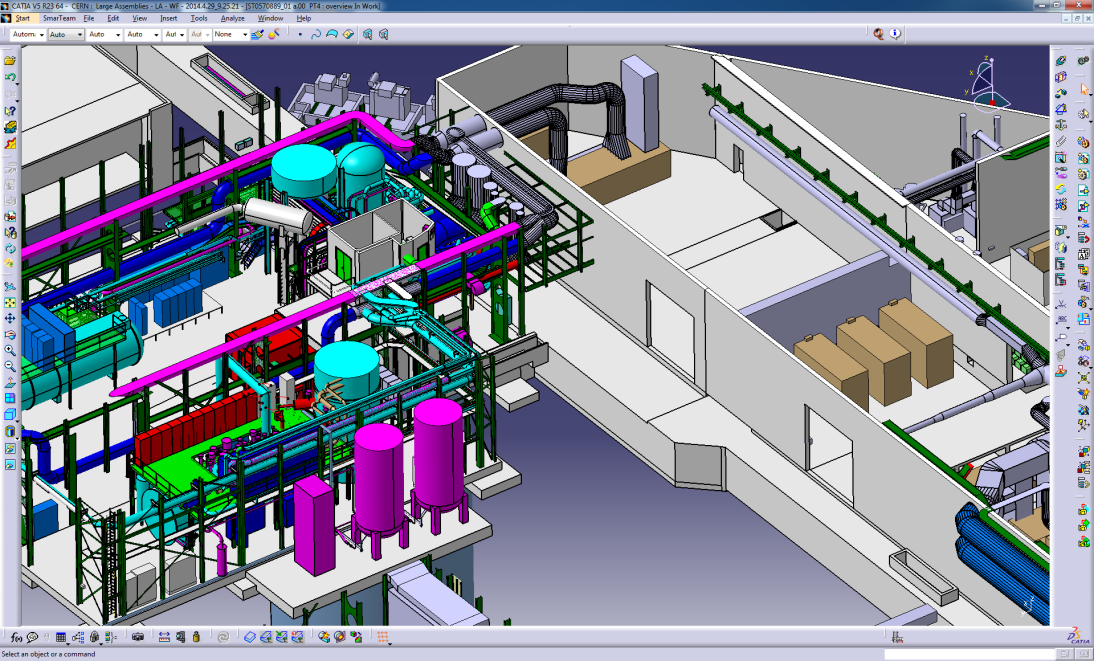 CATIA V5 R23 64 - CERN : Large Assemblies - LA - WF - 2014.4.29_9.25.21 - [ST0570889_01 a.00 PT4 : overview In Work]
Start SmarTeam File Edit View Insert Tools Analyze Window Help
Autom: Auto Auto Auto Aut Aut None
z
x
y
f(x)
CATIA
Select an object or a command